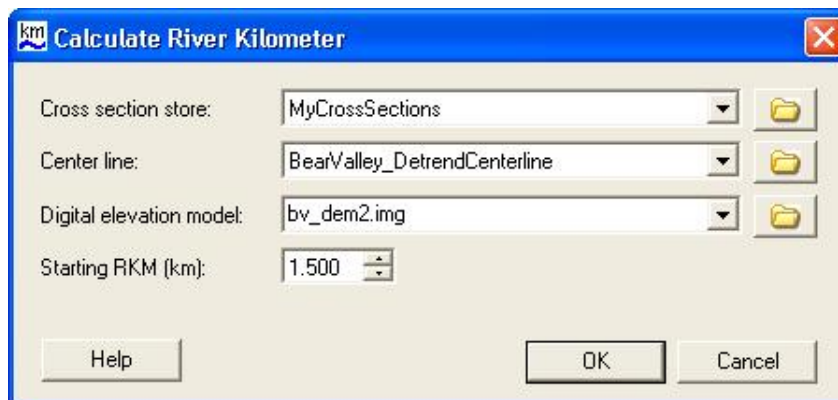 km Calculate River Kilometer
Cross section store: MyCrossSections
Center line: BearValley_DetrendCenterline
Digital elevation model: bv_dem2.img
Starting RKM (km): 1.500
Help OK Cancel